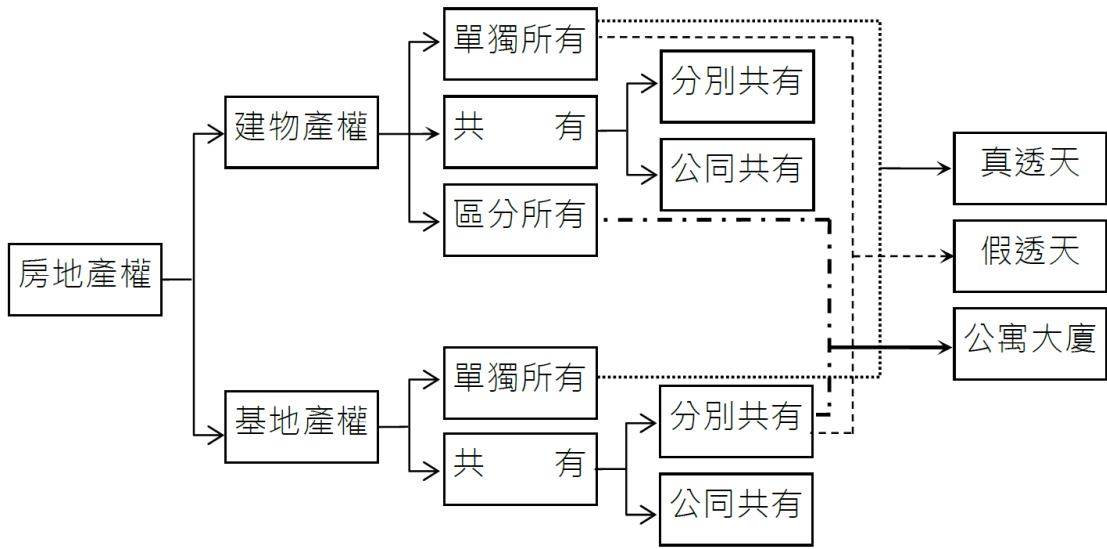 房地產權
建物產權
單獨所有
共 有
分別共有
公同共有
區分所有
基地產權
單獨所有
共 有
分別共有
公同共有
真透天
假透天
公寓大廈